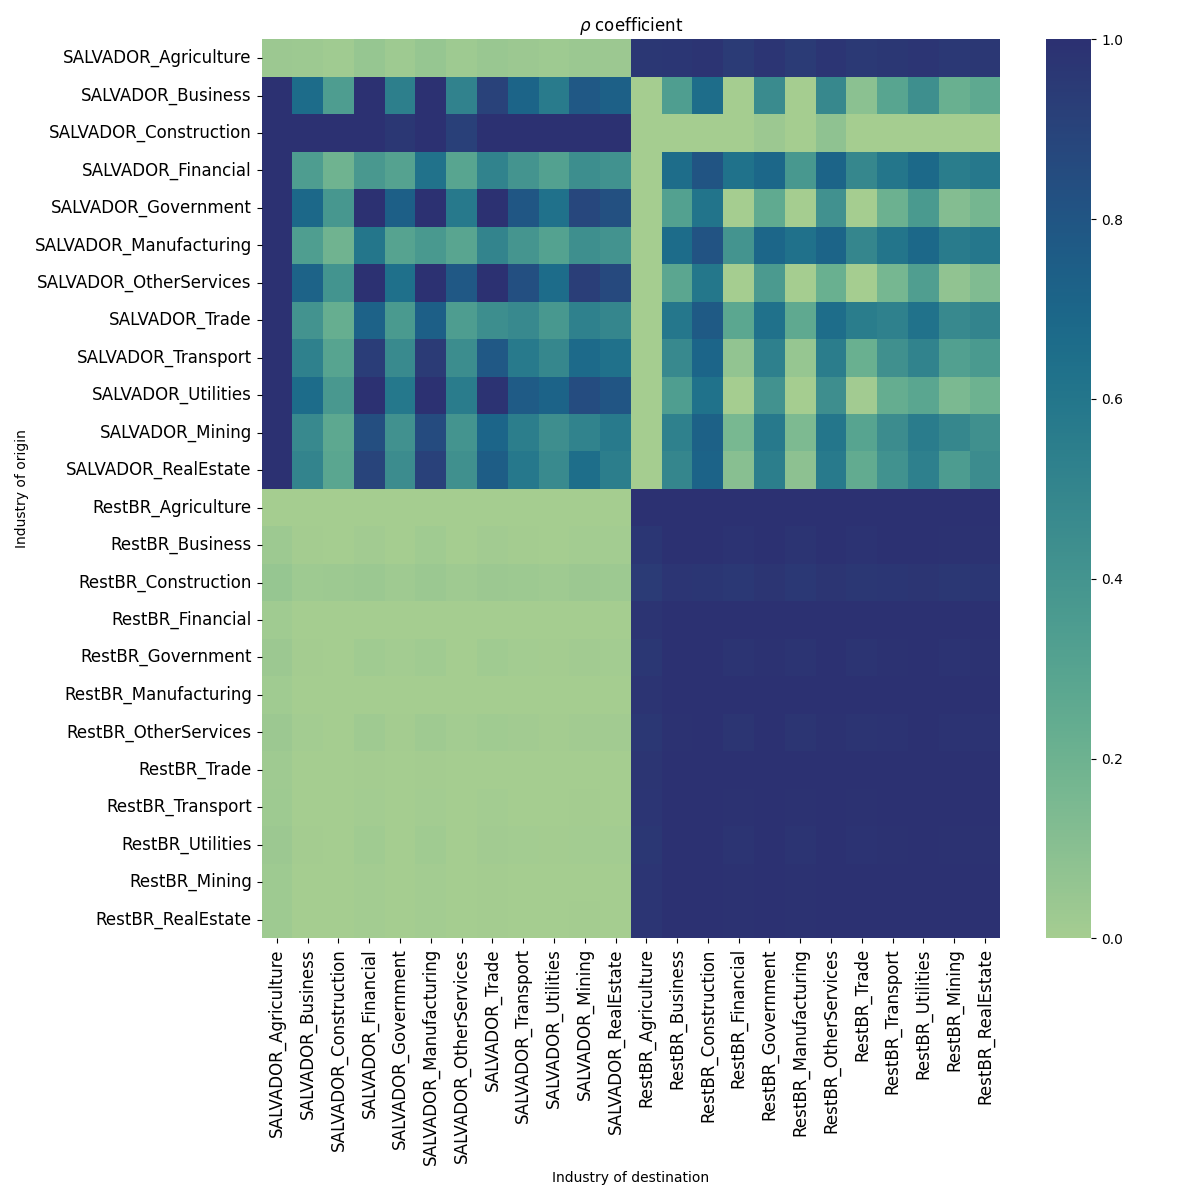 ρ coefficient
SALVADOR_Agriculture
SALVADOR_Business
SALVADOR_Construction
SALVADOR_Financial
SALVADOR_Government
SALVADOR_Manufacturing
SALVADOR_OtherServices
SALVADOR_Trade
SALVADOR_Transport
SALVADOR_Utilities
SALVADOR_Mining
SALVADOR_RealEstate
RestBR_Agriculture
RestBR_Business
RestBR_Construction
RestBR_Financial
RestBR_Government
RestBR_Manufacturing
RestBR_OtherServices
RestBR_Trade
RestBR_Transport
RestBR_Utilities
RestBR_Mining
RestBR_RealEstate
Industry of origin
SALVADOR_Agriculture
SALVADOR_Business
SALVADOR_Construction
SALVADOR_Financial
SALVADOR_Government
SALVADOR_Manufacturing
SALVADOR_OtherServices
SALVADOR_Trade
SALVADOR_Transport
SALVADOR_Utilities
SALVADOR_Mining
SALVADOR_RealEstate
RestBR_Agriculture
RestBR_Business
RestBR_Construction
RestBR_Financial
RestBR_Government
RestBR_Manufacturing
RestBR_OtherServices
RestBR_Trade
RestBR_Transport
RestBR_Utilities
RestBR_Mining
RestBR_RealEstate
Industry of destination
1.0
0.8
0.6
0.4
0.2
0.0